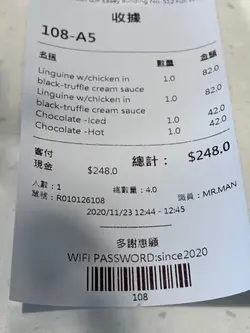 收據
108-A5
名稱 數量 金額
Linguine w/chicken in black-truffle cream sauce 1.0 82.0
Linguine w/chicken in black-truffle cream sauce 1.0 82.0
Chocolate -Iced 1.0 42.0
Chocolate -Hot 1.0 42.0
客付 總計： $248.0
現金 $248.0
人數：1 總數量：4.0 職員：MR.MAN
單號：R010126108
2020/11/23 12:44 - 12:45
多謝惠顧
WIFI PASSWORD:since2020
108